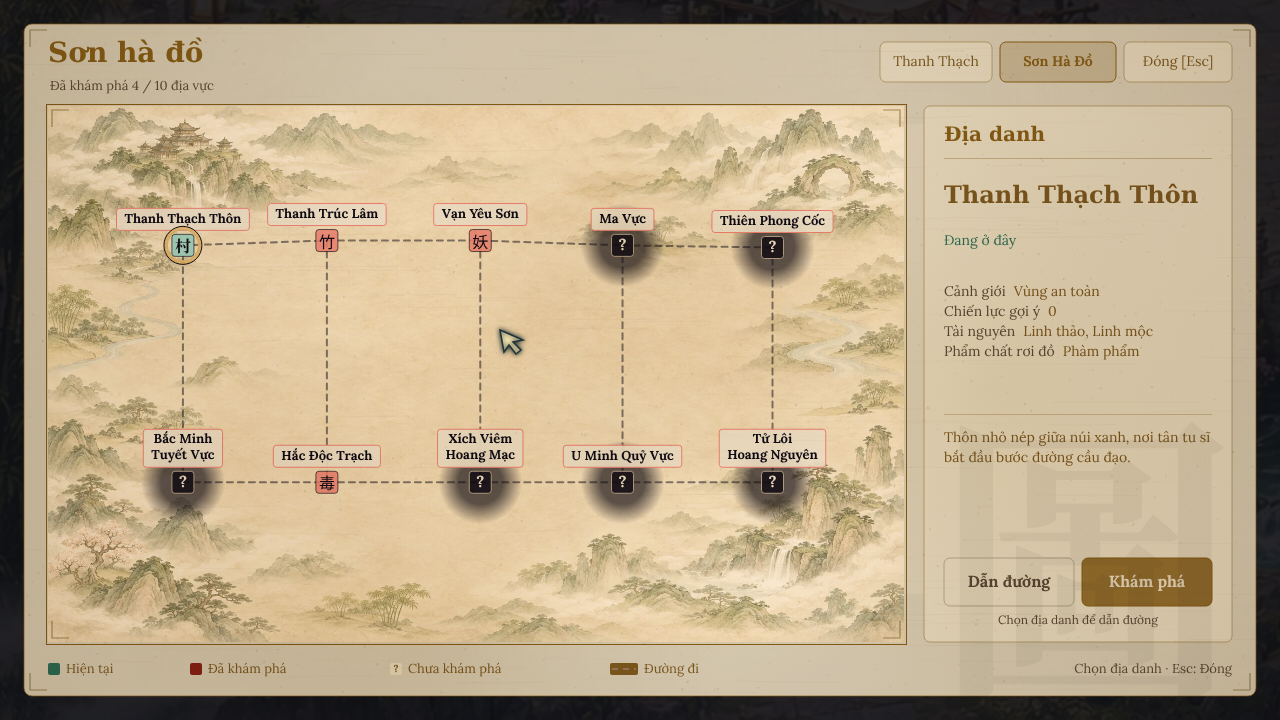 Sơn hà đồ
Đã khám phá 4 / 10 địa vực
Thanh Thạch
Sơn Hà Đồ
Đóng [Esc]
Thanh Thạch Thôn
Thanh Trúc Lâm
Vạn Yêu Sơn
Ma Vực
Thiên Phong Cốc
村
竹
妖
?
?
Bắc Minh
Tuyết Vực
Hắc Độc Trạch
Xích Viêm
Hoang Mạc
U Minh Quỷ Vực
Tử Lôi
Hoang Nguyên
?
毒
?
?
?
Địa danh
Thanh Thạch Thôn
Đang ở đây
Cảnh giới Vùng an toàn
Chiến lực gợi ý 0
Tài nguyên Linh thảo, Linh mộc
Phẩm chất rơi đồ Phàm phẩm
Thôn nhỏ nép giữa núi xanh, nơi tân tu sĩ
bắt đầu bước đường cầu đạo.
圖
Dẫn đường
Khám phá
Chọn địa danh để dẫn đường
Hiện tại
Đã khám phá
? Chưa khám phá
Đường đi
Chọn địa danh · Esc: Đóng